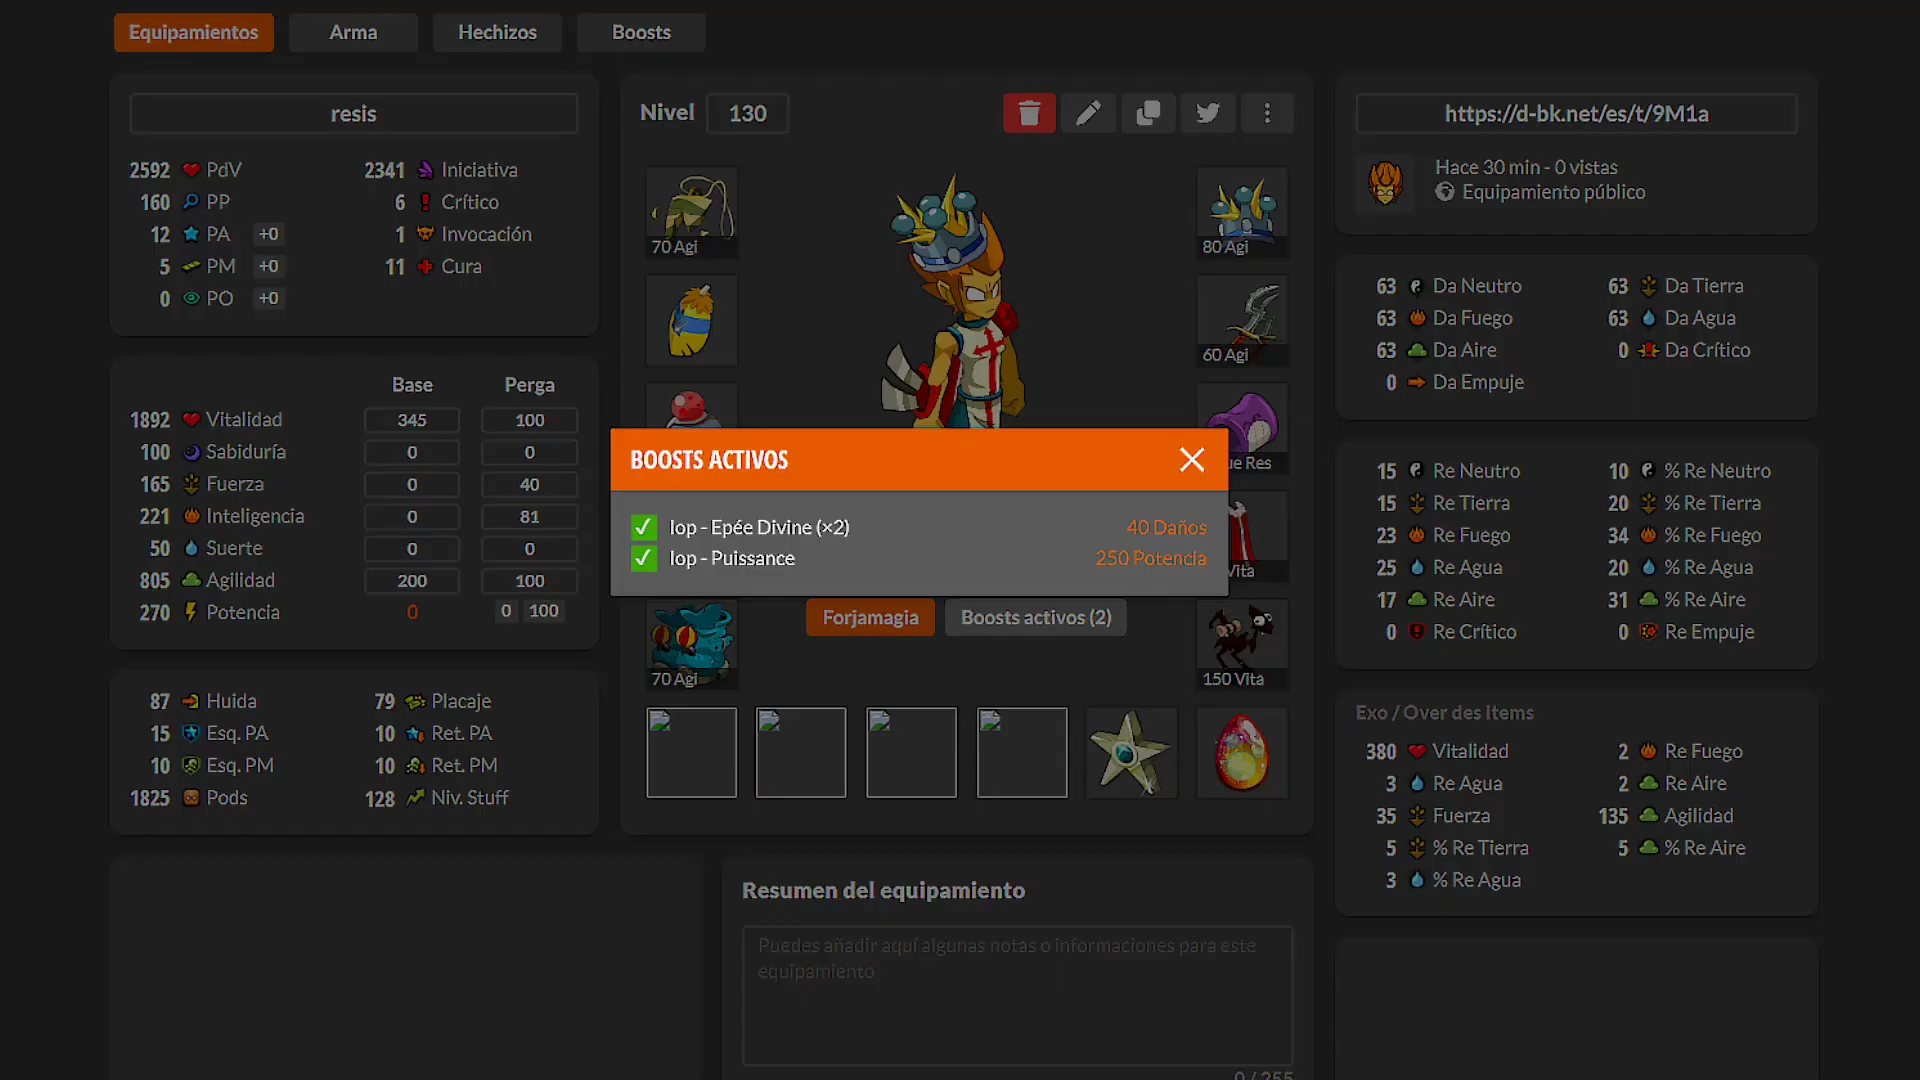 Equipamientos
Arma
Hechizos
Boosts
resis
2592 PdV
2341 Iniciativa
160 PP
6 Crítico
12 PA +0
1 Invocación
5 PM +0
11 Cura
0 PO +0
Base
Perga
1892 Vitalidad 345 100
100 Sabiduría 0 0
165 Fuerza 0 40
221 Inteligencia 0 81
50 Suerte 0 0
805 Agilidad 200 100
270 Potencia 0 0 100
87 Huida
79 Placaje
15 Esq. PA
10 Ret. PA
10 Esq. PM
10 Ret. PM
1825 Pods
128 Niv. Stuff
Nivel 130
70 Agi
80 Agi
60 Agi
ue Res
Vita
BOOSTS ACTIVOS
Iop - Epée Divine (×2) 40 Daños
Iop - Puissance 250 Potencia
Forjamagia
Boosts activos (2)
70 Agi
150 Vita
Resumen del equipamiento
Puedes añadir aquí algunas notas o informaciones para este
equipamiento
0 / 255
https://d-bk.net/es/t/9M1a
Hace 30 min - 0 vistas
Equipamiento público
63 Da Neutro
63 Da Tierra
63 Da Fuego
63 Da Agua
63 Da Aire
0 Da Crítico
0 Da Empuje
15 Re Neutro
10 % Re Neutro
15 Re Tierra
20 % Re Tierra
23 Re Fuego
34 % Re Fuego
25 Re Agua
20 % Re Agua
17 Re Aire
31 % Re Aire
0 Re Crítico
0 Re Empuje
Exo / Over des Items
380 Vitalidad
2 Re Fuego
3 Re Agua
2 Re Aire
35 Fuerza
135 Agilidad
5 % Re Tierra
5 % Re Aire
3 % Re Agua